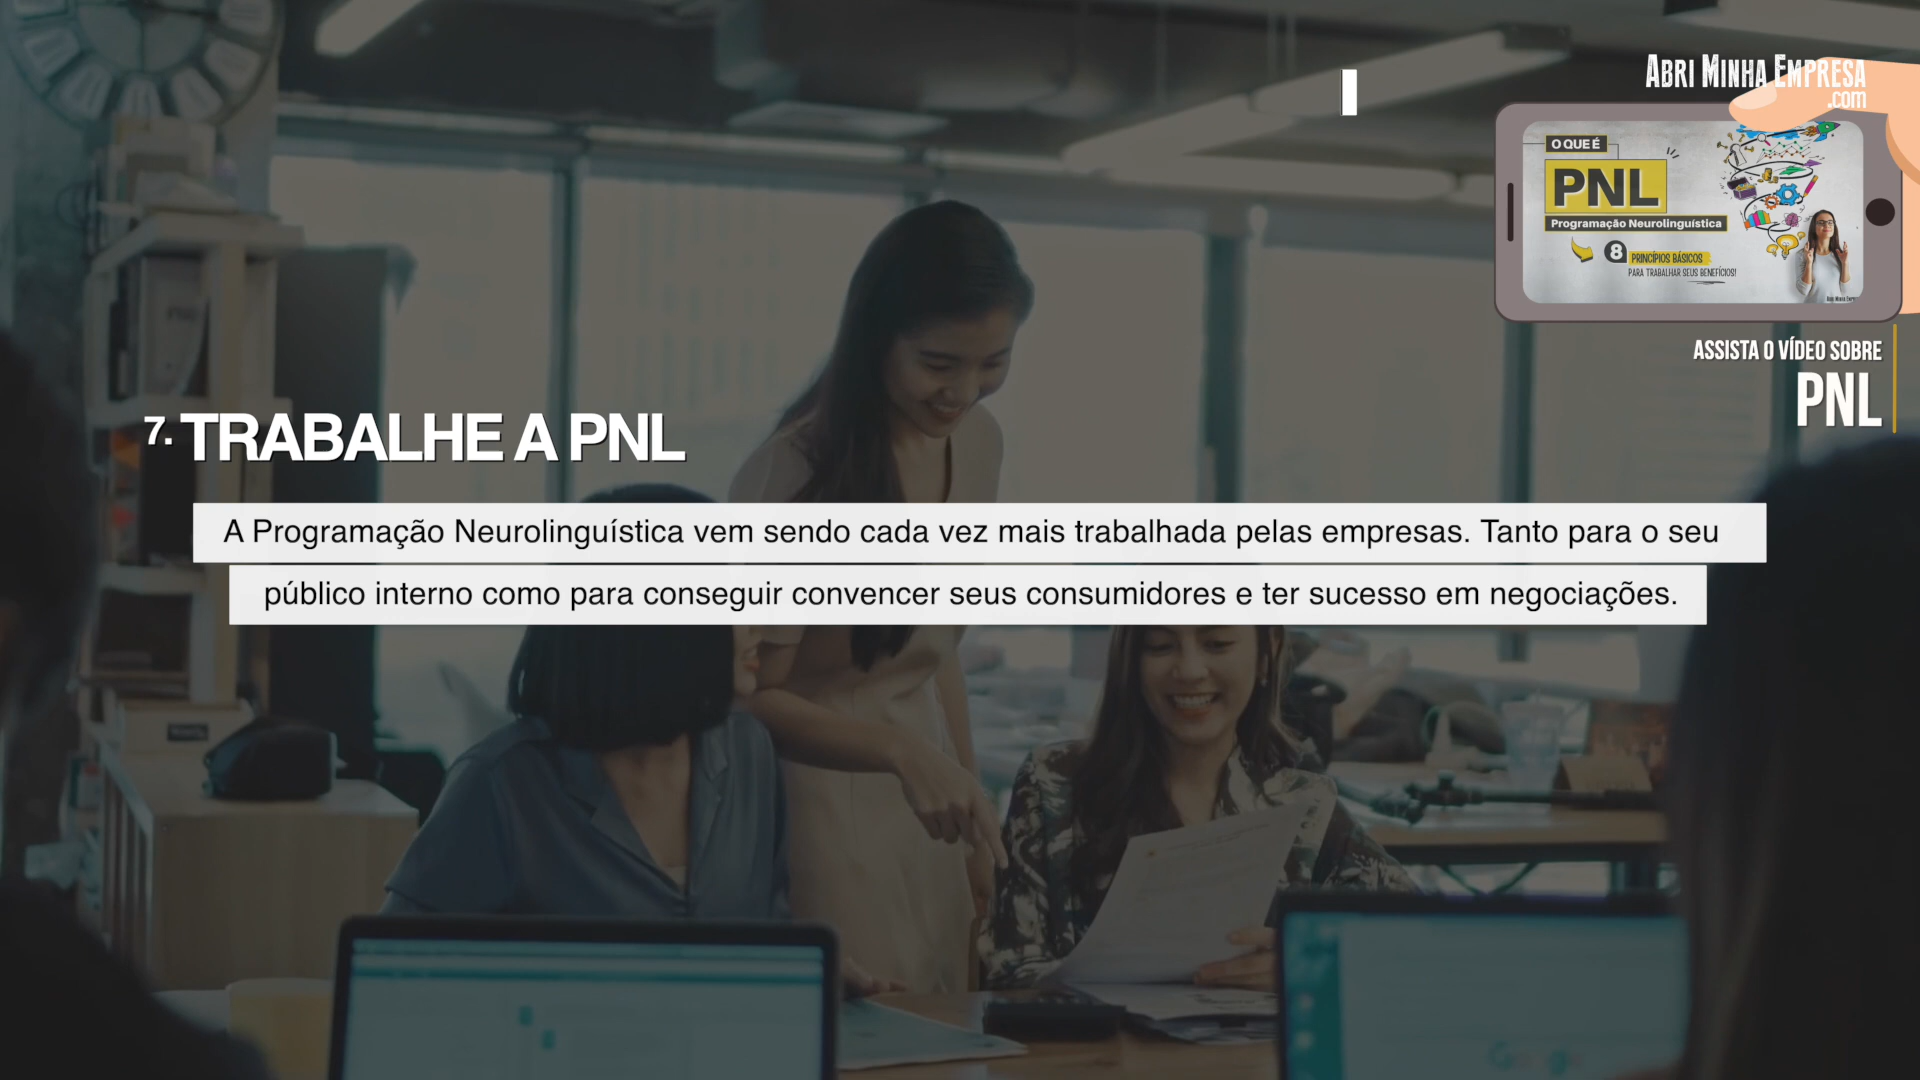 ABRI MINHA EMPRESA
.com
O QUE É
PNL
Programação Neurolinguística
8 PRINCÍPIOS BÁSICOS
PARA TRABALHAR SEUS BENEFÍCIOS!
ASSISTA O VÍDEO SOBRE
PNL
7. TRABALHE A PNL
A Programação Neurolinguística vem sendo cada vez mais trabalhada pelas empresas. Tanto para o seu
público interno como para conseguir convencer seus consumidores e ter sucesso em negociações.